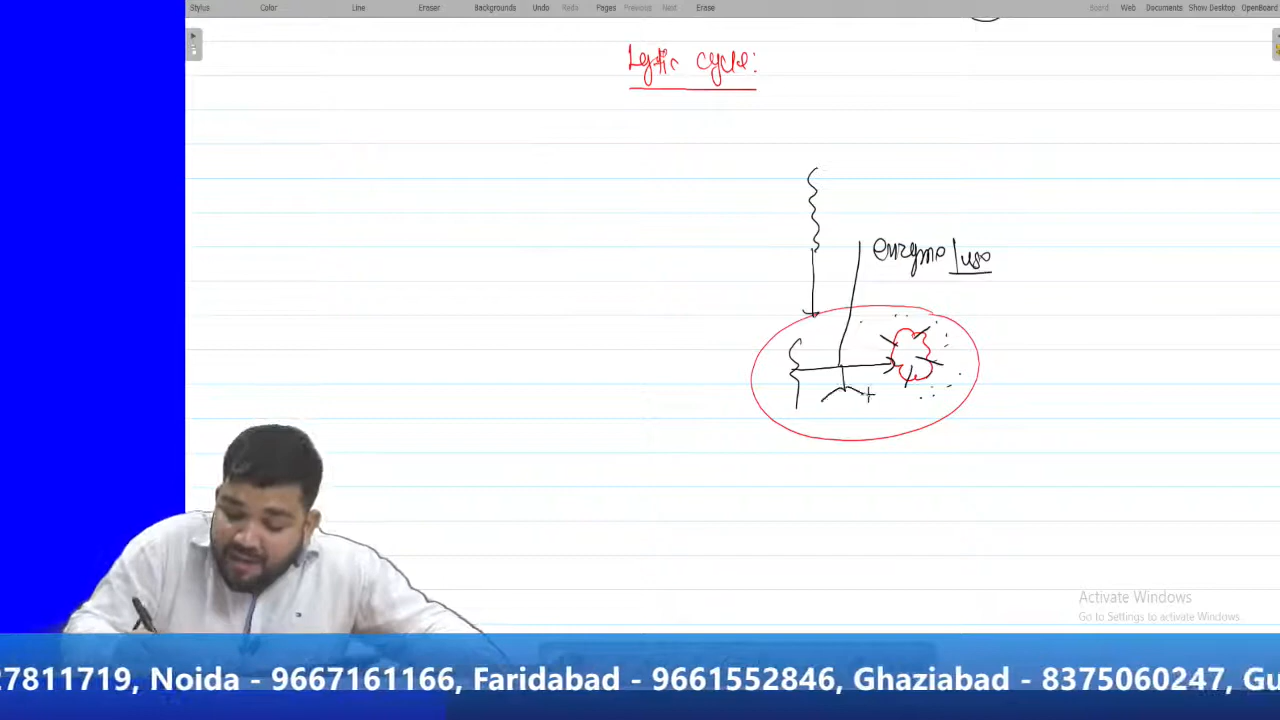 Stylus Color Line Eraser Backgrounds Undo Redo Pages Previous Next Erase Board Web Documents Show Desktop OpenBoard
Lytic cycle:
enzyme use
Activate Windows
Go to Settings to activate Windows.
27811719, Noida - 9667161166, Faridabad - 9661552846, Ghaziabad - 8375060247, Gu